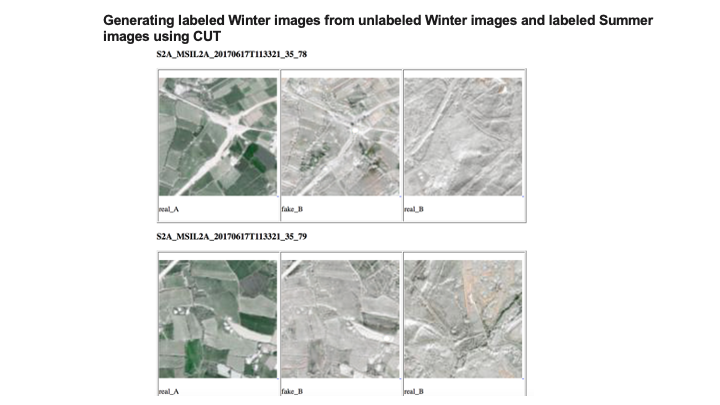 Generating labeled Winter images from unlabeled Winter images and labeled Summer
images using CUT
S2A_MSIL2A_20170617T113321_35_78
real_A fake_B real_B
S2A_MSIL2A_20170617T113321_35_79
real_A fake_B real_B